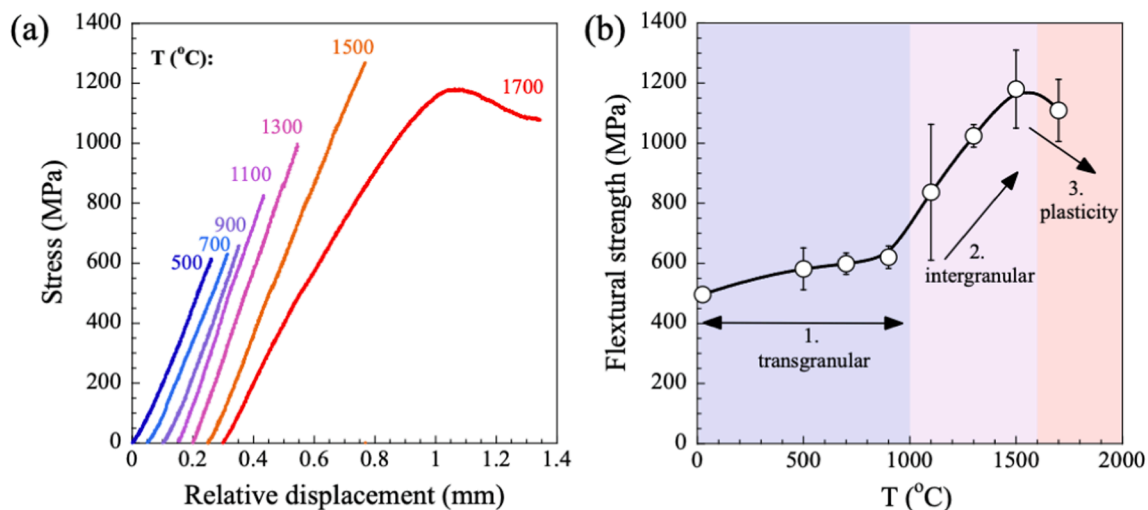 (a)
T (°C):
1500
1700
1300
1100
900
700
500
1400
1200
1000
800
600
400
200
0
Stress (MPa)
0 0.2 0.4 0.6 0.8 1 1.2 1.4
Relative displacement (mm)
(b)
1400
1200
1000
800
600
400
200
0
Flextural strength (MPa)
3.
plasticity
2.
intergranular
1.
transgranular
0 500 1000 1500 2000
T (°C)